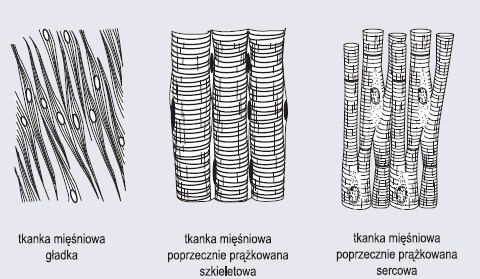 tkanka mięśniowa
gładka
tkanka mięśniowa
poprzecznie prążkowana
szkieletowa
tkanka mięśniowa
poprzecznie prążkowana
sercowa